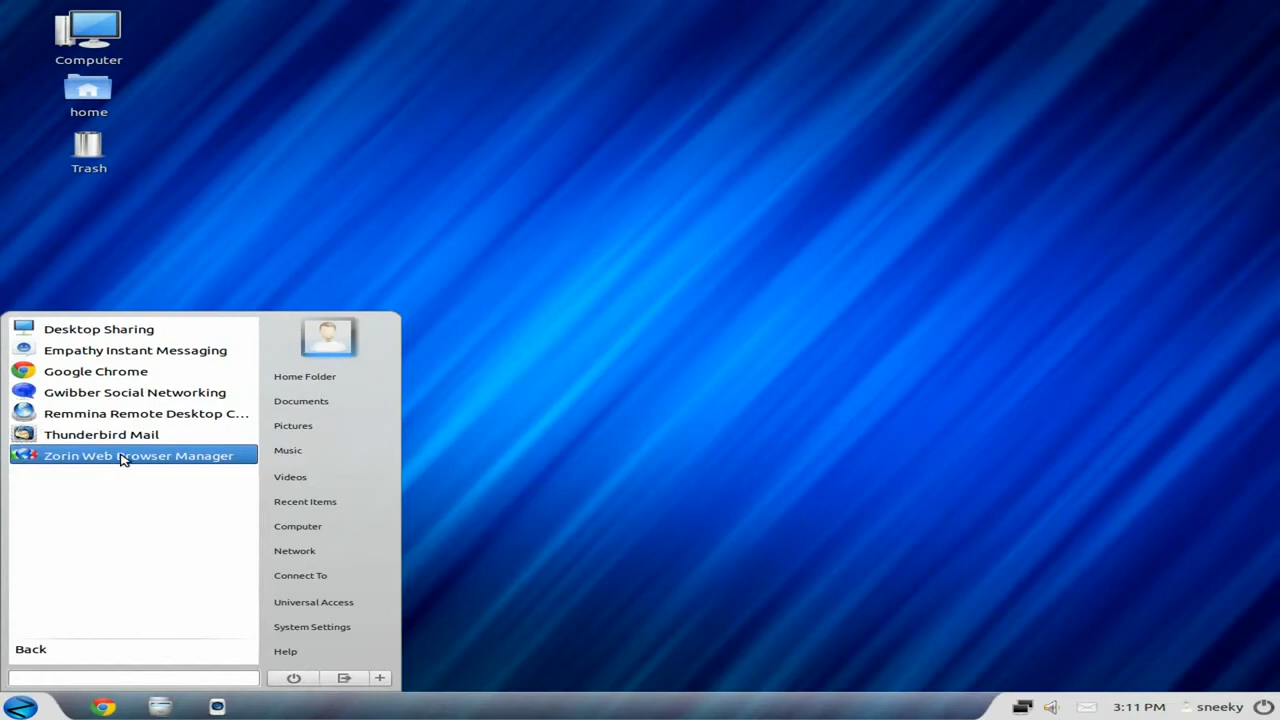 Computer
home
Trash
Desktop Sharing
Empathy Instant Messaging
Google Chrome
Gwibber Social Networking
Remmina Remote Desktop C...
Thunderbird Mail
Zorin Web Browser Manager
Back
Home Folder
Documents
Pictures
Music
Videos
Recent Items
Computer
Network
Connect To
Universal Access
System Settings
Help
3:11 PM sneeky